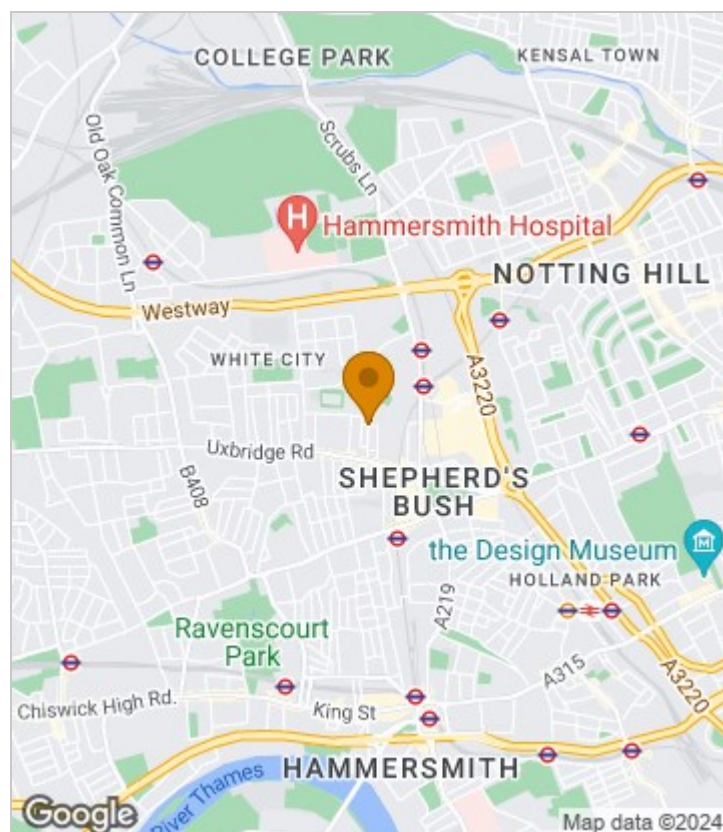 COLLEGE PARK
KENSAL TOWN
Old Oak Common Ln
Scrubs Ln
H
Hammersmith Hospital
NOTTING HILL
Westway
WHITE CITY
A3220
Uxbridge Rd
B408
SHEPHERD'S
BUSH
the Design Museum
M
HOLLAND PARK
A219
Ravenscourt
Park
A315
A3220
Chiswick High Rd.
King St
HAMMERSMITH
River Thames
Google
Map data ©2024